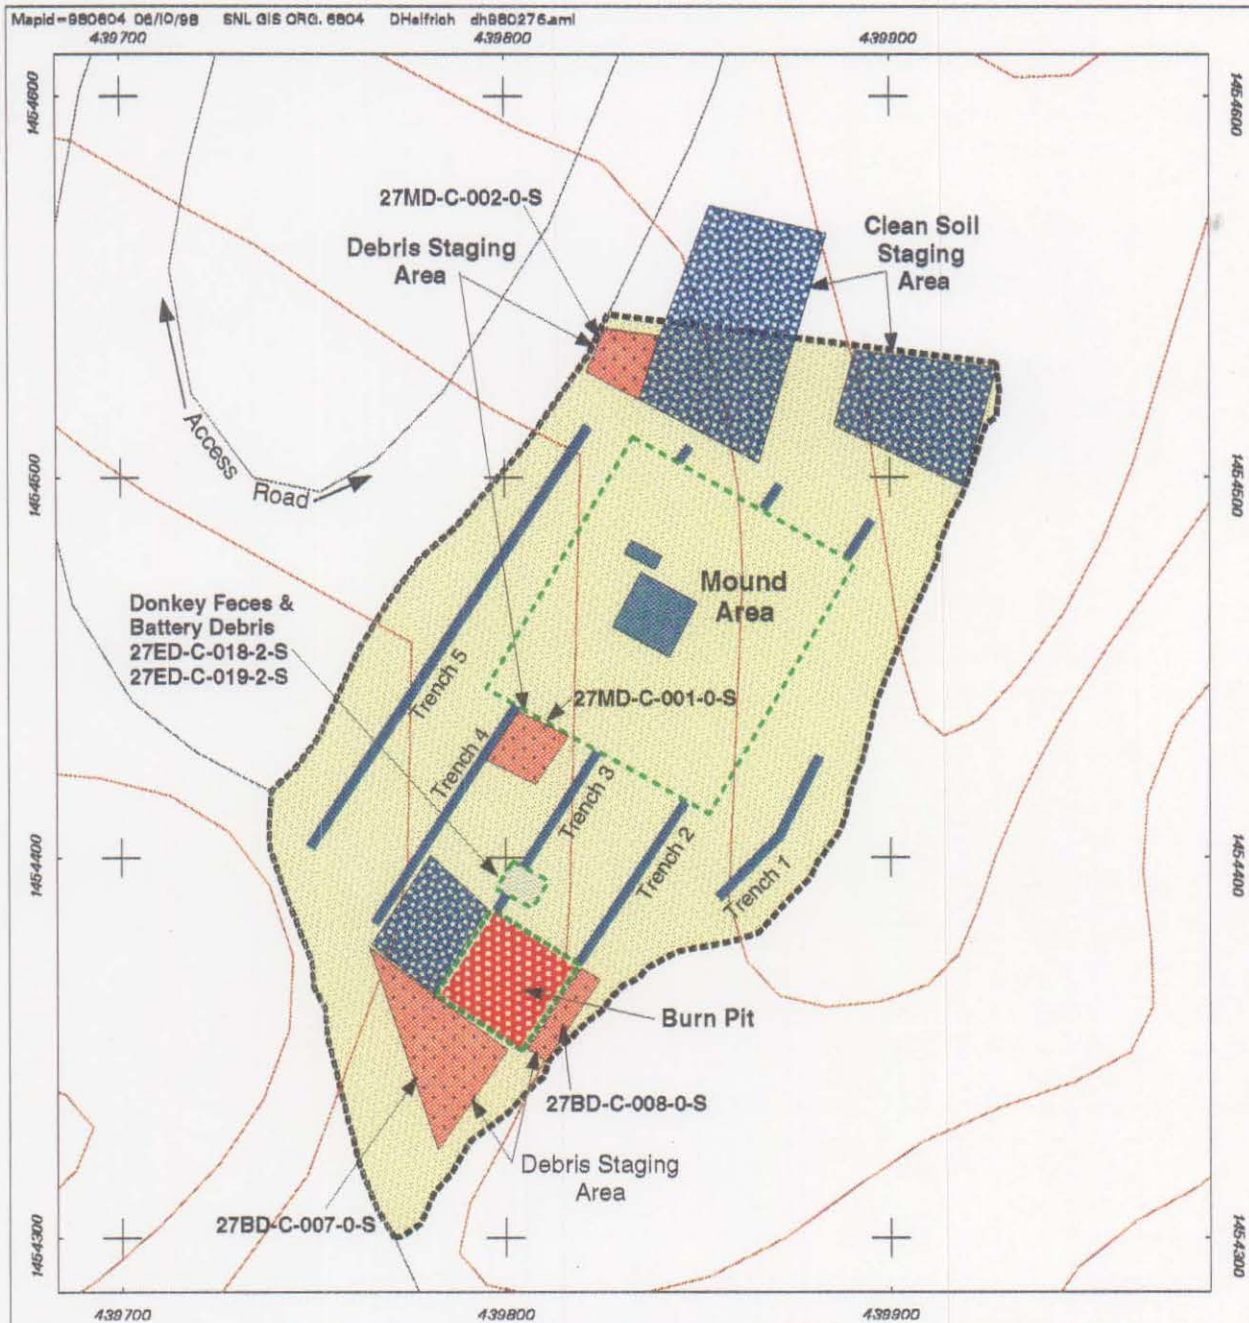 Mapid=980604 06/10/98 SNL GIS ORG. 6804 DHelfrich dh980276.aml
439700 439800 439900
1454600 1454600
27MD-C-002-0-S
Debris Staging
Area
Clean Soil
Staging
Area
Access
Road
1454500 1454500
Mound
Area
Donkey Feces &
Battery Debris
27ED-C-018-2-S
27ED-C-019-2-S
Trench 5
27MD-C-001-0-S
Trench 4
Trench 3
Trench 2
Trench 1
1454400 1454400
Burn Pit
27BD-C-008-0-S
Debris Staging
Area
27BD-C-007-0-S
1454300 1454300
439700 439800 439900